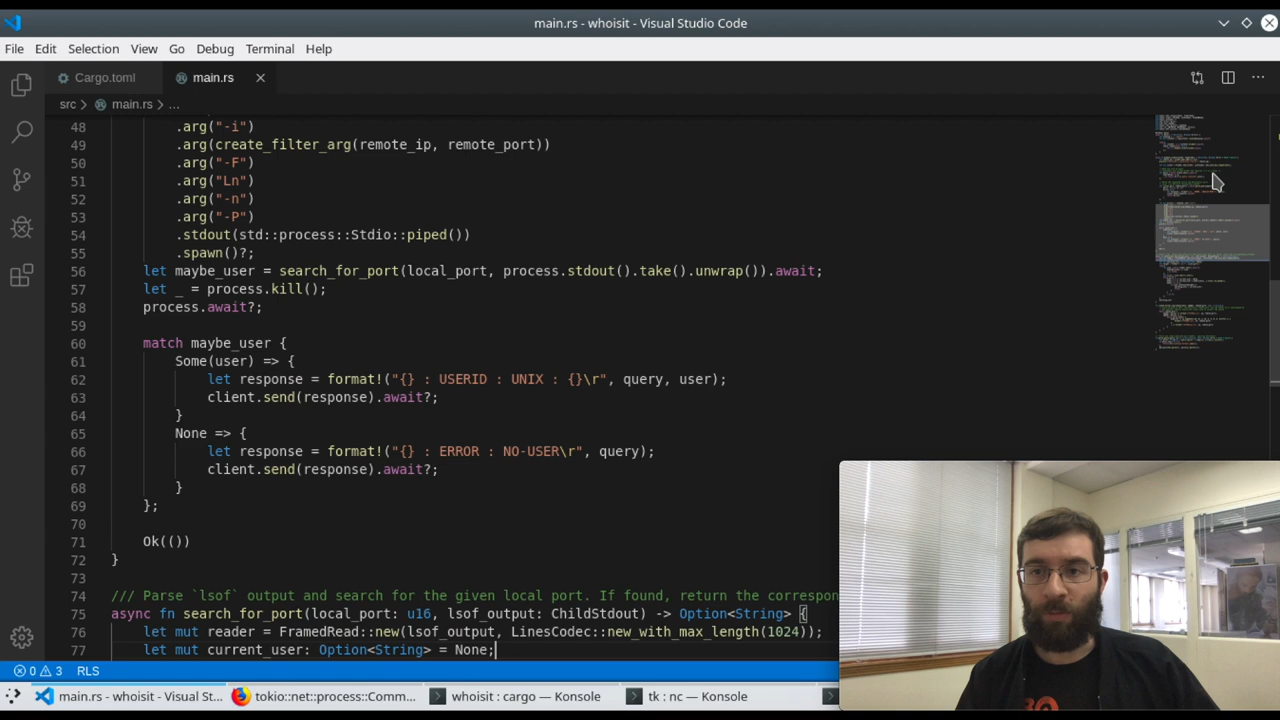 main.rs - whoisit - Visual Studio Code
File Edit Selection View Go Debug Terminal Help
Cargo.toml main.rs
src > main.rs > ...
48 .arg("-i")
49 .arg(create_filter_arg(remote_ip, remote_port))
50 .arg("-F")
51 .arg("Ln")
52 .arg("-n")
53 .arg("-P")
54 .stdout(std::process::Stdio::piped())
55 .spawn()?;
56 let maybe_user = search_for_port(local_port, process.stdout().take().unwrap()).await;
57 let _ = process.kill();
58 process.await?;
59
60 match maybe_user {
61 Some(user) => {
62 let response = format!("{} : USERID : UNIX : {}\r", query, user);
63 client.send(response).await?;
64 }
65 None => {
66 let response = format!("{} : ERROR : NO-USER\r", query);
67 client.send(response).await?;
68 }
69 };
70
71 Ok(())
72 }
73
74 /// Parse `lsof` output and search for the given local port. If found, return the correspon
75 async fn search_for_port(local_port: u16, lsof_output: ChildStdout) -> Option<String> {
76 let mut reader = FramedRead::new(lsof_output, LinesCodec::new_with_max_length(1024));
77 let mut current_user: Option<String> = None;
0 3 RLS
main.rs - whoisit - Visual St... tokio::net::process::Comm... whoisit : cargo — Konsole tk : nc — Konsole